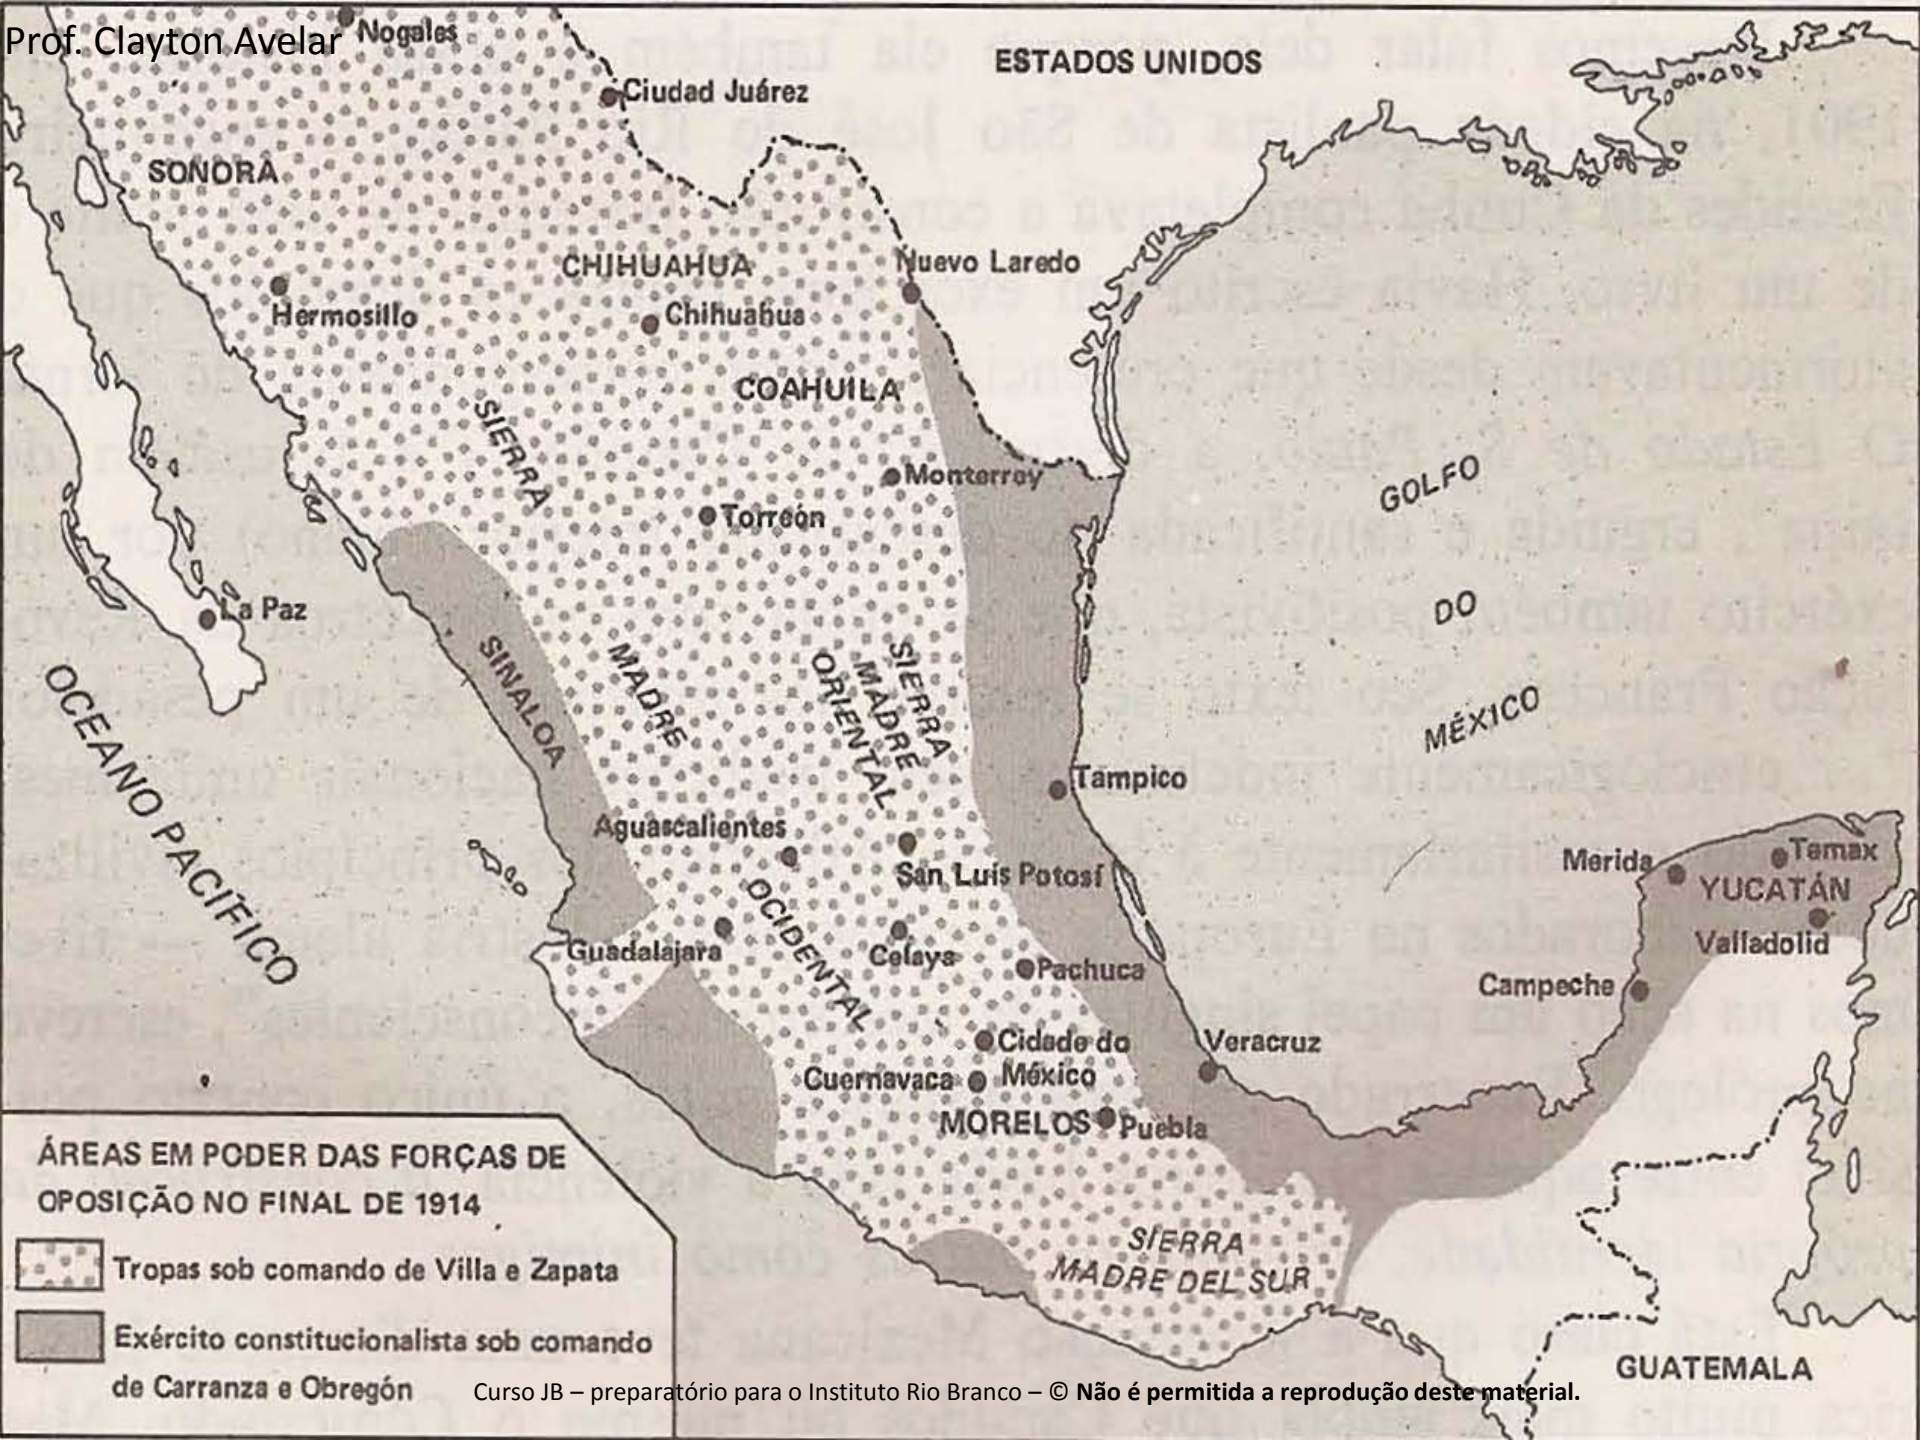 Prof. Clayton Avelar
Nogales
ESTADOS UNIDOS
Ciudad Juárez
SONORA
CHIHUAHUA
Nuevo Laredo
Hermosillo
Chihuahua
COAHUILA
SIERRA
MADRE
OCIDENTAL
Monterrey
Torreón
GOLFO
DO
MÉXICO
La Paz
SINALOA
SIERRA
MADRE
ORIENTAL
OCEANO PACÍFICO
Tampico
Aguascalientes
San Luís Potosí
Merida
Temax
YUCATÁN
Valladolid
Guadalajara
Celaya
Pachuca
Campeche
Cidade do
México
Veracruz
Cuernavaca
MORELOS
Puebla
SIERRA
MADRE DEL SUR
GUATEMALA
ÁREAS EM PODER DAS FORÇAS DE
OPOSIÇÃO NO FINAL DE 1914
Tropas sob comando de Villa e Zapata
Exército constitucionalista sob comando
de Carranza e Obregón
Curso JB – preparatório para o Instituto Rio Branco – © Não é permitida a reprodução deste material.